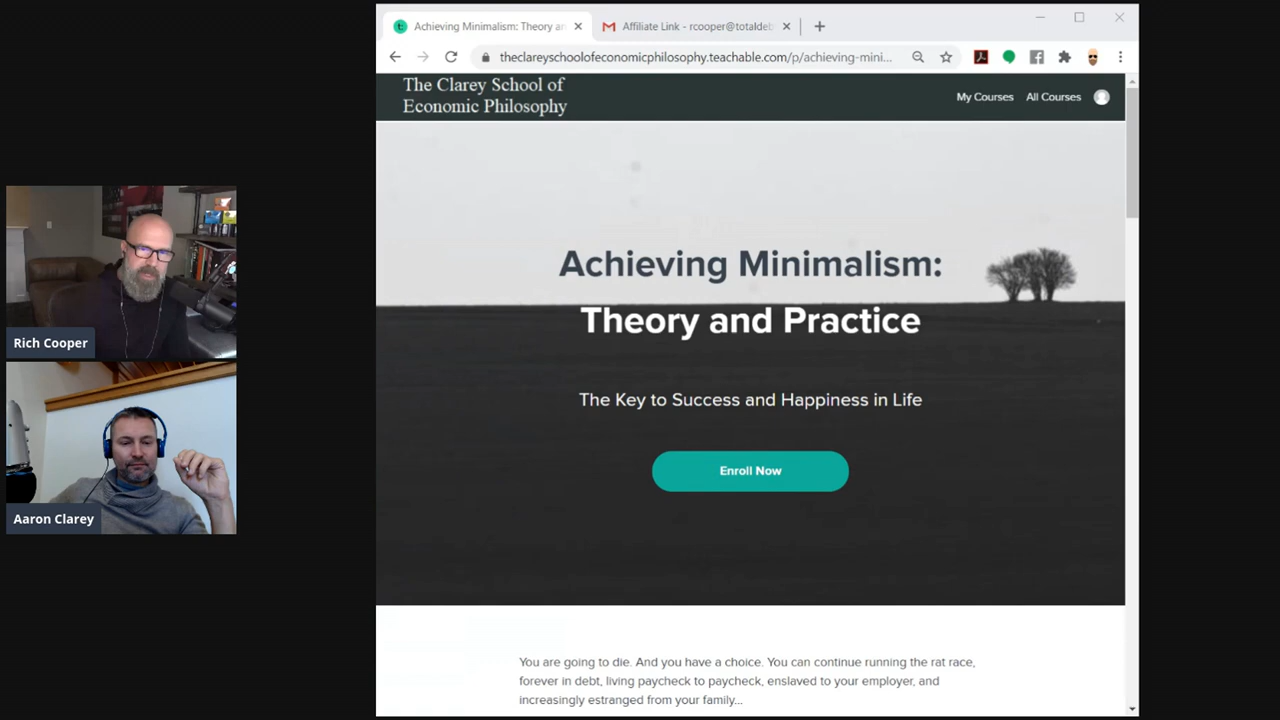 Achieving Minimalism: Theory an
Affiliate Link - rcooper@totaldeb
theclareyschoolofeconomicphilosophy.teachable.com/p/achieving-mini...
The Clarey School of
Economic Philosophy
My Courses
All Courses
Achieving Minimalism:
Theory and Practice
The Key to Success and Happiness in Life
Enroll Now
You are going to die. And you have a choice. You can continue running the rat race,
forever in debt, living paycheck to paycheck, enslaved to your employer, and
increasingly estranged from your family...
Rich Cooper
Aaron Clarey